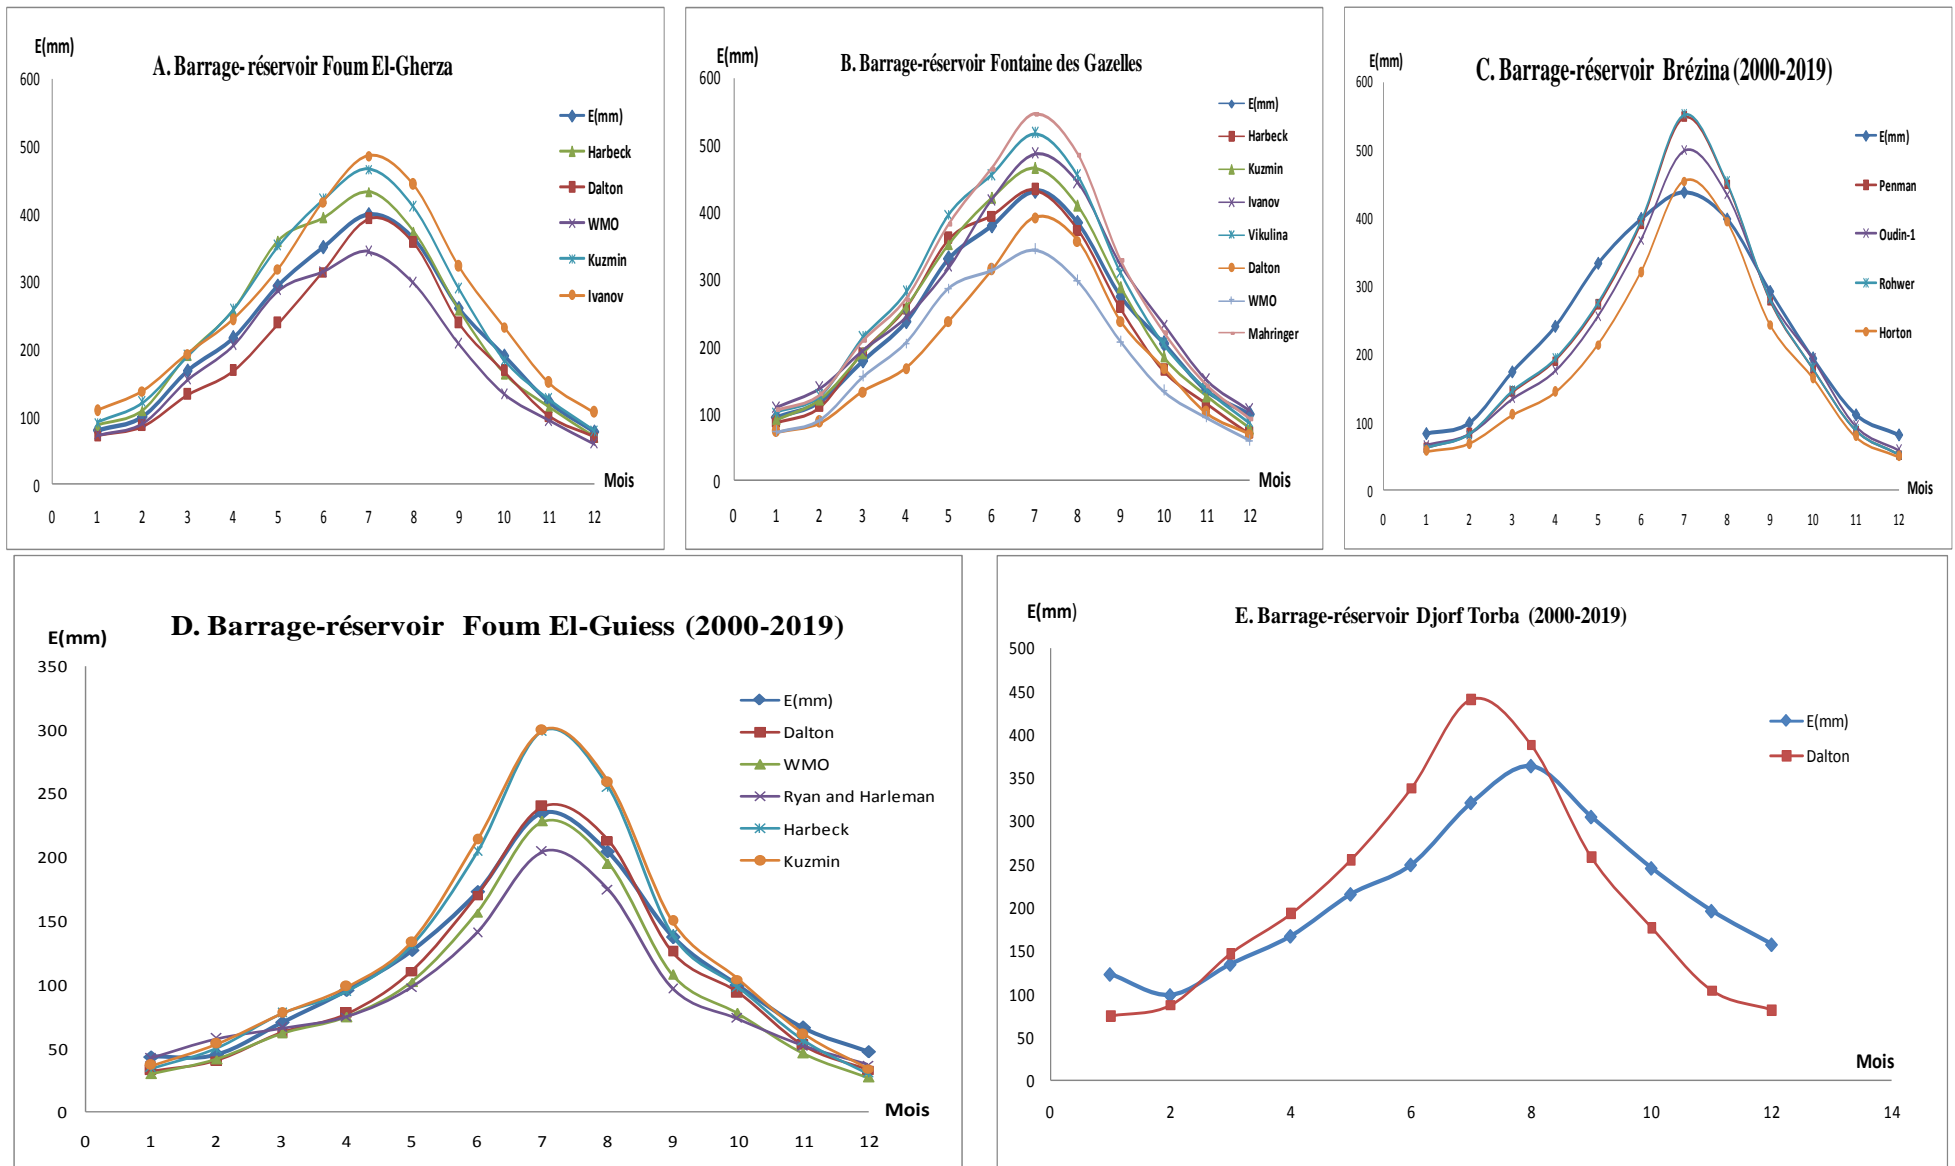 E(mm)
A. Barrage- réservoir Foum El-Gherza
600
500
400
300
200
100
0
E(mm)
Harbeck
Dalton
WMO
Kuzmin
Ivanov
Mois
0 1 2 3 4 5 6 7 8 9 10 11 12
E(mm)
B. Barrage-réservoir Fontaine des Gazelles
600
500
400
300
200
100
0
E(mm)
Harbeck
Kuzmin
Ivanov
Vikulina
Dalton
WMO
Mahringer
Mois
0 1 2 3 4 5 6 7 8 9 10 11 12
E(mm)
C. Barrage-réservoir Brézina (2000-2019)
600
500
400
300
200
100
0
E(mm)
Penman
Oudin-1
Rohwer
Horton
Mois
0 1 2 3 4 5 6 7 8 9 10 11 12
D. Barrage-réservoir Foum El-Guiess (2000-2019)
E(mm)
350
300
250
200
150
100
50
0
E(mm)
Dalton
WMO
Ryan and Harleman
Harbeck
Kuzmin
Mois
0 1 2 3 4 5 6 7 8 9 10 11 12
E(mm)
E. Barrage-réservoir Djorf Torba (2000-2019)
500
450
400
350
300
250
200
150
100
50
0
E(mm)
Dalton
Mois
0 2 4 6 8 10 12 14